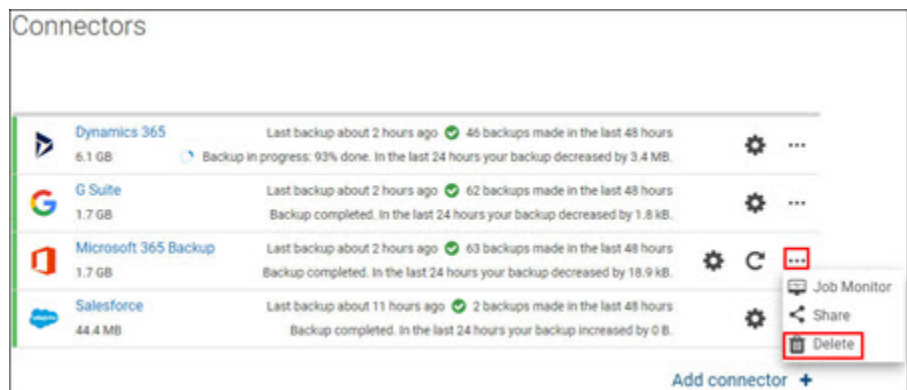 Connectors
Dynamics 365
Last backup about 2 hours ago 46 backups made in the last 48 hours
6.1 GB
Backup in progress: 93% done. In the last 24 hours your backup decreased by 3.4 MB.
G Suite
Last backup about 2 hours ago 62 backups made in the last 48 hours
1.7 GB
Backup completed. In the last 24 hours your backup decreased by 1.8 kB.
Microsoft 365 Backup
Last backup about 2 hours ago 63 backups made in the last 48 hours
1.7 GB
Backup completed. In the last 24 hours your backup decreased by 18.9 kB.
Job Monitor
Salesforce
Last backup about 11 hours ago 2 backups made in the last 48 hours
Share
44.4 MB
Backup completed. In the last 24 hours your backup increased by 0 B.
Delete
Add connector +